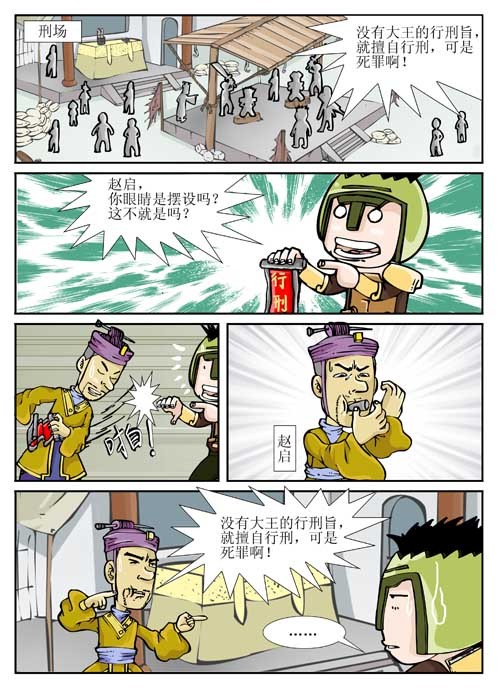 刑场
没有大王的行刑旨，
就擅自行刑，可是
死罪啊！
赵启，
你眼睛是摆设吗？
这不就是吗？
行刑
啪！
赵启
没有大王的行刑旨，
就擅自行刑，可是
死罪啊！
……